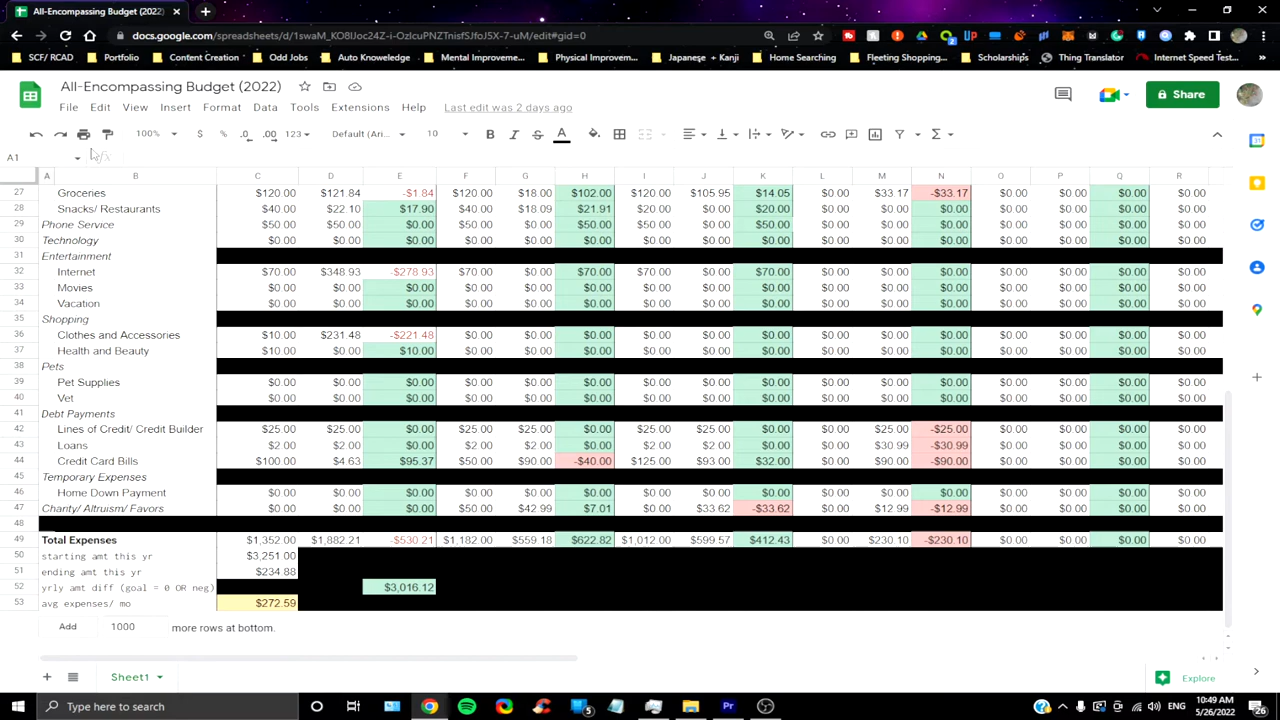 All-Encompassing Budget (2022)
docs.google.com/spreadsheets/d/1swaM_KO8IJoc24Z-i-OzlcuPNZTnisfSJfoJ5X-7-uM/edit#gid=0
SCF/ RCAD Portfolio Content Creation Odd Jobs Auto Knowledge Mental Improveme... Physical Improvem... Japanese + Kanji Home Searching Fleeting Shopping... Scholarships Thing Translator Internet Speed Test...
All-Encompassing Budget (2022)
File Edit View Insert Format Data Tools Extensions Help Last edit was 2 days ago
Share
100% $ % .0 .00 123 Default (Ari... 10 B I S A
A1
A B C D E F G H I J K L M N O P Q R
27 Groceries $120.00 $121.84 -$1.84 $120.00 $18.00 $102.00 $120.00 $105.95 $14.05 $0.00 $33.17 -$33.17 $0.00 $0.00 $0.00 $0.00
28 Snacks/ Restaurants $40.00 $22.10 $17.90 $40.00 $18.09 $21.91 $20.00 $0.00 $20.00 $0.00 $0.00 $0.00 $0.00 $0.00 $0.00 $0.00
29 Phone Service $50.00 $50.00 $0.00 $50.00 $0.00 $50.00 $50.00 $0.00 $50.00 $0.00 $0.00 $0.00 $0.00 $0.00 $0.00 $0.00
30 Technology $0.00 $0.00 $0.00 $0.00 $0.00 $0.00 $0.00 $0.00 $0.00 $0.00 $0.00 $0.00 $0.00 $0.00 $0.00 $0.00
31 Entertainment
32 Internet $70.00 $348.93 -$278.93 $70.00 $0.00 $70.00 $70.00 $0.00 $70.00 $0.00 $0.00 $0.00 $0.00 $0.00 $0.00 $0.00
33 Movies $0.00 $0.00 $0.00 $0.00 $0.00 $0.00 $0.00 $0.00 $0.00 $0.00 $0.00 $0.00 $0.00 $0.00 $0.00 $0.00
34 Vacation $0.00 $0.00 $0.00 $0.00 $0.00 $0.00 $0.00 $0.00 $0.00 $0.00 $0.00 $0.00 $0.00 $0.00 $0.00 $0.00
35 Shopping
36 Clothes and Accessories $10.00 $231.48 -$221.48 $0.00 $0.00 $0.00 $0.00 $0.00 $0.00 $0.00 $0.00 $0.00 $0.00 $0.00 $0.00 $0.00
37 Health and Beauty $10.00 $0.00 $10.00 $0.00 $0.00 $0.00 $0.00 $0.00 $0.00 $0.00 $0.00 $0.00 $0.00 $0.00 $0.00 $0.00
38 Pets
39 Pet Supplies $0.00 $0.00 $0.00 $0.00 $0.00 $0.00 $0.00 $0.00 $0.00 $0.00 $0.00 $0.00 $0.00 $0.00 $0.00 $0.00
40 Vet $0.00 $0.00 $0.00 $0.00 $0.00 $0.00 $0.00 $0.00 $0.00 $0.00 $0.00 $0.00 $0.00 $0.00 $0.00 $0.00
41 Debt Payments
42 Lines of Credit/ Credit Builder $25.00 $25.00 $0.00 $25.00 $25.00 $0.00 $25.00 $25.00 $0.00 $0.00 $25.00 -$25.00 $0.00 $0.00 $0.00 $0.00
43 Loans $2.00 $2.00 $0.00 $2.00 $2.00 $0.00 $2.00 $2.00 $0.00 $0.00 $30.99 -$30.99 $0.00 $0.00 $0.00 $0.00
44 Credit Card Bills $100.00 $4.63 $95.37 $50.00 $90.00 -$40.00 $125.00 $93.00 $32.00 $0.00 $90.00 -$90.00 $0.00 $0.00 $0.00 $0.00
45 Temporary Expenses
46 Home Down Payment $0.00 $0.00 $0.00 $0.00 $0.00 $0.00 $0.00 $0.00 $0.00 $0.00 $0.00 $0.00 $0.00 $0.00 $0.00 $0.00
47 Charity/ Altruism/ Favors $0.00 $0.00 $0.00 $50.00 $42.99 $7.01 $0.00 $33.62 -$33.62 $0.00 $12.99 -$12.99 $0.00 $0.00 $0.00 $0.00
48
49 Total Expenses $1,352.00 $1,882.21 -$530.21 $1,182.00 $559.18 $622.82 $1,012.00 $599.57 $412.43 $0.00 $230.10 -$230.10 $0.00 $0.00 $0.00 $0.00
50 starting amt this yr $3,251.00
51 ending amt this yr $234.88
52 yrly amt diff (goal = 0 OR neg) $3,016.12
53 avg expenses/ mo $272.59
Add 1000 more rows at bottom.
Sheet1 Explore
Type here to search
10:49 AM
5/26/2022